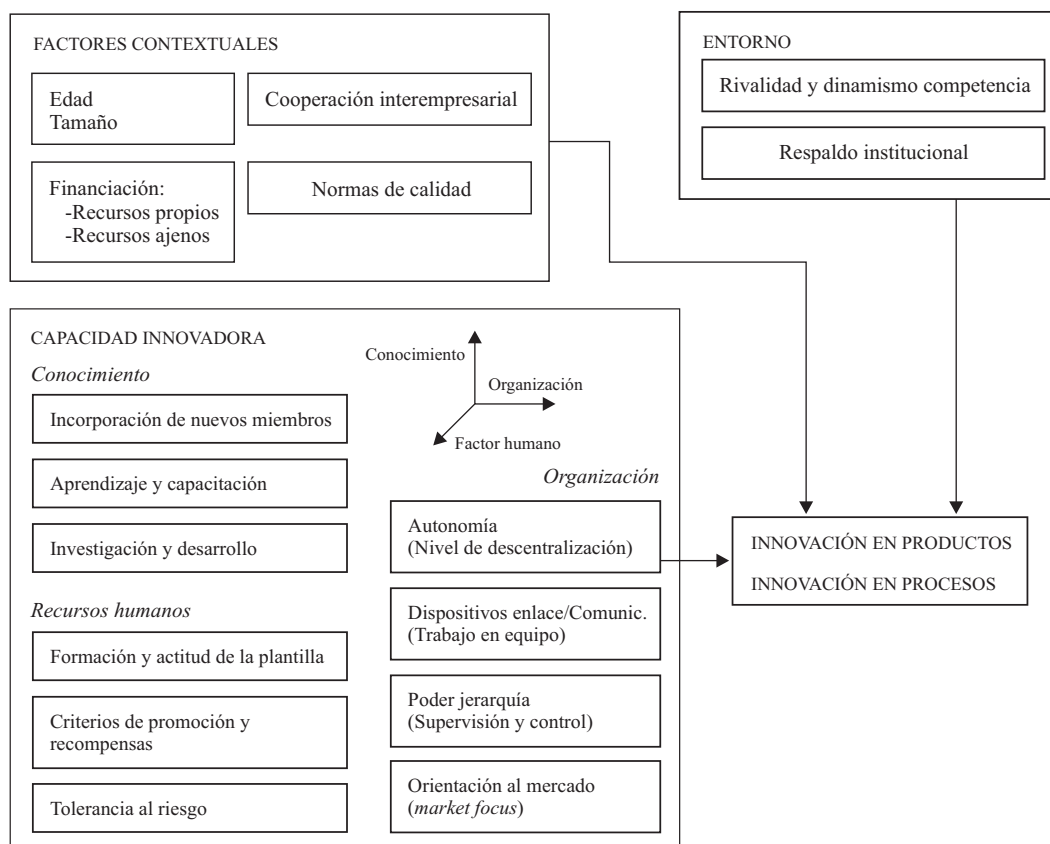 FACTORES CONTEXTUALES
Edad
Tamaño
Cooperación interempresarial
Financiación:
-Recursos propios
-Recursos ajenos
Normas de calidad
ENTORNO
Rivalidad y dinamismo competencia
Respaldo institucional
CAPACIDAD INNOVADORA
Conocimiento
Incorporación de nuevos miembros
Aprendizaje y capacitación
Investigación y desarrollo
Recursos humanos
Formación y actitud de la plantilla
Criterios de promoción y
recompensas
Tolerancia al riesgo
Conocimiento
Organización
Factor humano
Organización
Autonomía
(Nivel de descentralización)
Dispositivos enlace/Comunic.
(Trabajo en equipo)
Poder jerarquía
(Supervisión y control)
Orientación al mercado
(market focus)
INNOVACIÓN EN PRODUCTOS
INNOVACIÓN EN PROCESOS